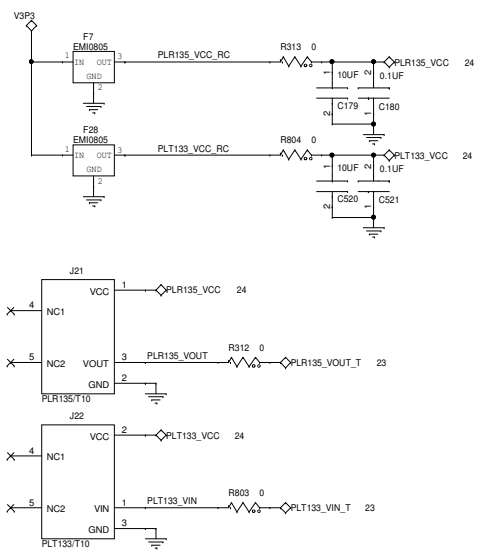 V3P3
F7
EMI0805
1 IN OUT 3
GND
2
PLR135_VCC_RC
R313 0
PLR135_VCC 24
1 10UF 2 0.1UF
2 C179 1 C180
F28
EMI0805
1 IN OUT 3
GND
2
PLT133_VCC_RC
R804 0
PLT133_VCC 24
1 10UF 2 0.1UF
2 C520 1 C521
J21
VCC 1 PLR135_VCC 24
4 NC1
5 NC2 VOUT 3 PLR135_VOUT R312 0 PLR135_VOUT_T 23
GND 2
PLR135/T10
J22
VCC 2 PLT133_VCC 24
4 NC1
5 NC2 VIN 1 PLT133_VIN R803 0 PLT133_VIN_T 23
GND 3
PLT133/T10